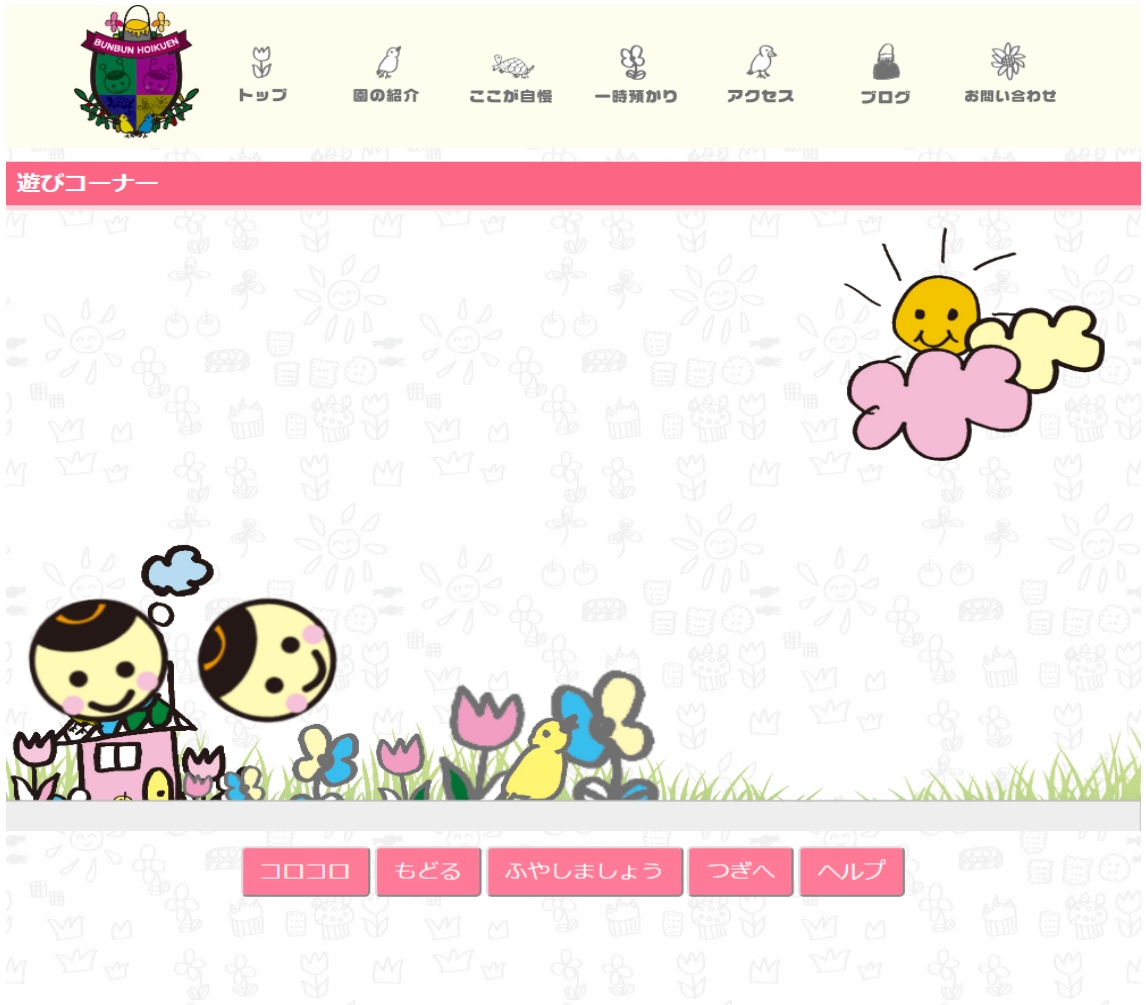 BUNBUN HOIKUEN
トップ
園の紹介
ここが自慢
一時預かり
アクセス
ブログ
お問い合わせ
遊びコーナー
コロコロ
もどる
ふやしましょう
つぎへ
ヘルプ